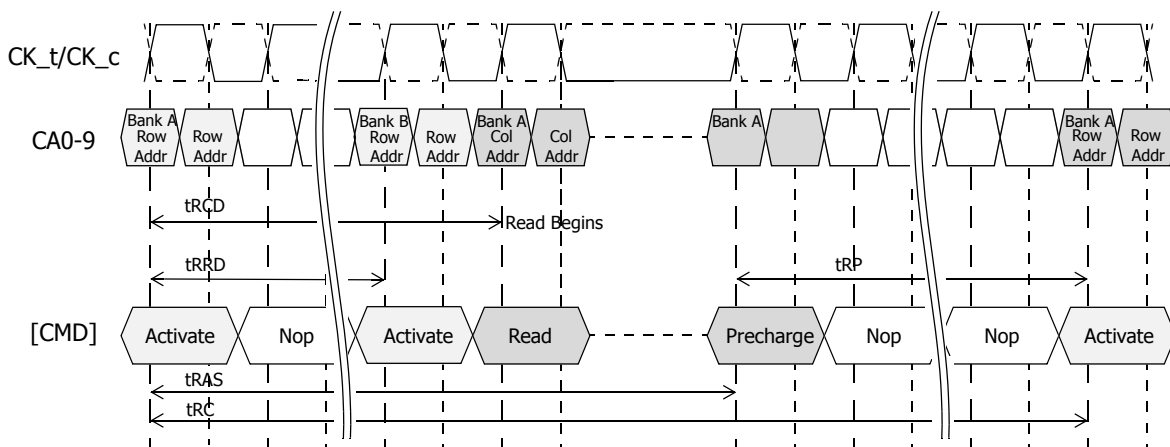 CK_t/CK_c
CA0-9
Bank A
Row
Addr
Row
Addr
Bank B
Row
Addr
Row
Addr
Bank A
Col
Addr
Col
Addr
Bank A
Bank A
Row
Addr
Row
Addr
tRCD
Read Begins
tRRD
tRP
[CMD]
Activate
Nop
Activate
Read
Precharge
Nop
Nop
Activate
tRAS
tRC